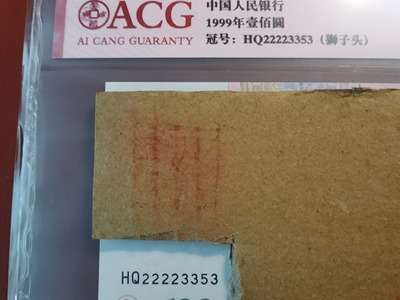 ACG
AI CANG GUARANTY
中国人民银行
1999年壹佰圓
冠号：HQ22223353（狮子头）
HQ22223353